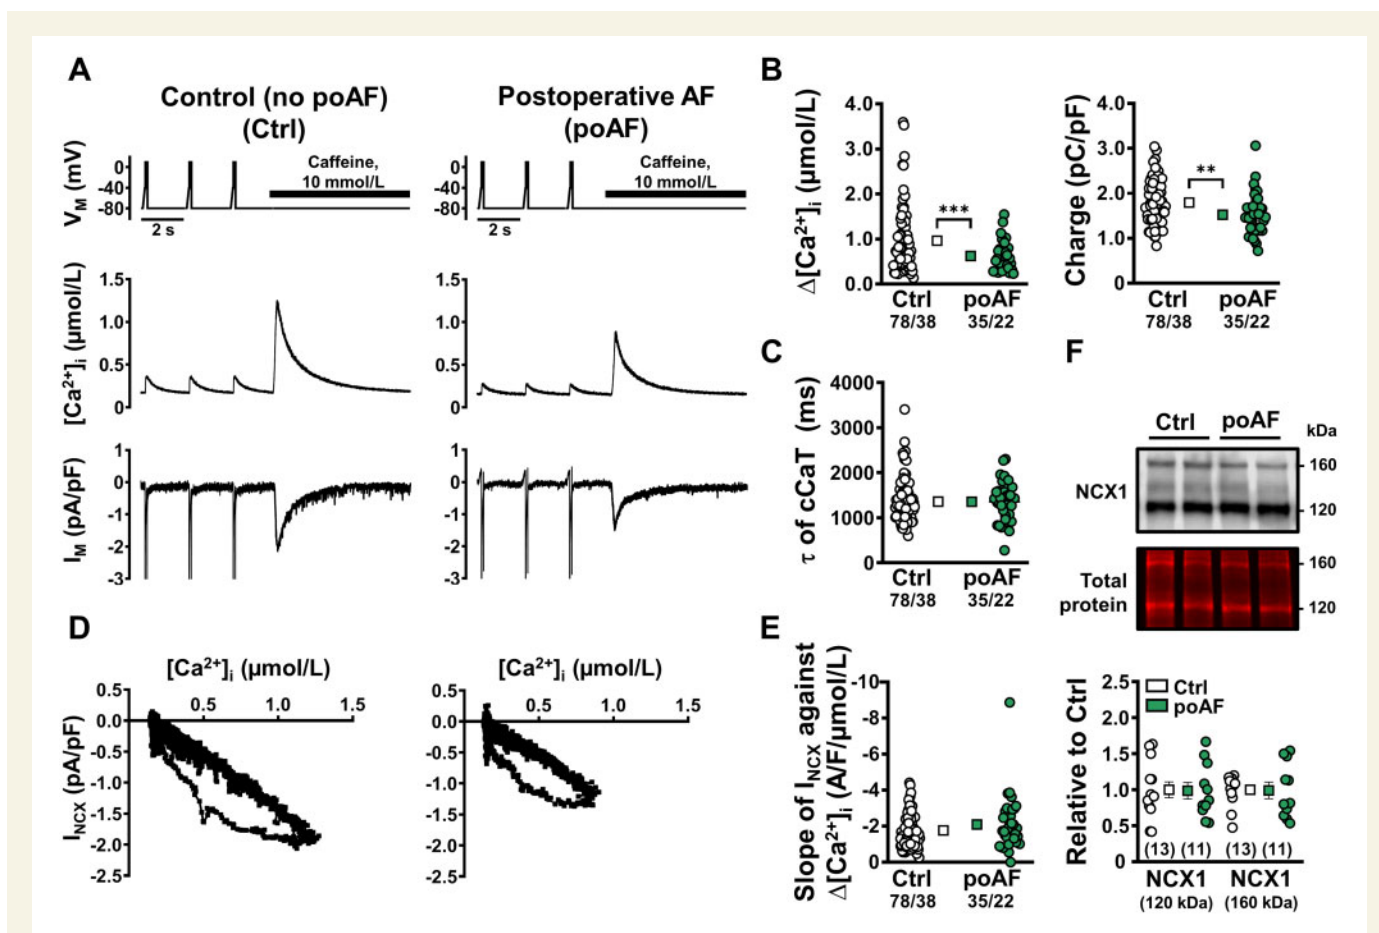 A
Control (no poAF)
(Ctrl)
Postoperative AF
(poAF)
V_M (mV)
0
-40
-80
Caffeine,
10 mmol/L
2 s
0
-40
-80
Caffeine,
10 mmol/L
2 s
[Ca²⁺]ᵢ (µmol/L)
1.5
1.0
0.5
0
1.5
1.0
0.5
0
I_M (pA/pF)
1
0
-1
-2
-3
1
0
-1
-2
-3
B
Δ[Ca²⁺]ᵢ (µmol/L)
4.0
3.0
2.0
1.0
0.0
***
Ctrl poAF
78/38 35/22
Charge (pC/pF)
4.0
3.0
2.0
1.0
0
**
Ctrl poAF
78/38 35/22
C
τ of cCaT (ms)
4000
3000
2000
1000
0
Ctrl poAF
78/38 35/22
D
[Ca²⁺]ᵢ (µmol/L)
0.5 1.0 1.5
I_NCX (pA/pF)
0.5
0.0
-0.5
-1.0
-1.5
-2.0
-2.5
[Ca²⁺]ᵢ (µmol/L)
0.5 1.0 1.5
0.5
0.0
-0.5
-1.0
-1.5
-2.0
-2.5
E
Slope of I_NCX against
Δ[Ca²⁺]ᵢ (A/F/µmol/L)
-10
-8
-6
-4
-2
0
Ctrl poAF
78/38 35/22
F
Ctrl poAF
kDa
NCX1
160
120
Total
protein
160
120
Relative to Ctrl
2.5
2.0
1.5
1.0
0.5
0
Ctrl
poAF
(13) (11) (13) (11)
NCX1 NCX1
(120 kDa) (160 kDa)